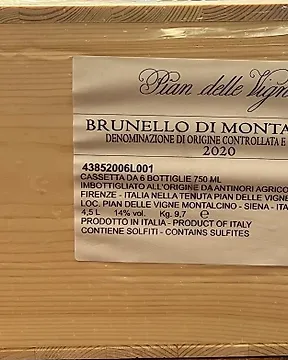 Pian delle Vigne
BRUNELLO DI MONTA
DENOMINAZIONE DI ORIGINE CONTROLLATA E
2020
43852006L001
CASSETTA DA 6 BOTTIGLIE 750 ML
IMBOTTIGLIATO ALL'ORIGINE DA ANTINORI AGRICO
FIRENZE - ITALIA NELLA TENUTA PIAN DELLE VIGNE
LOC. PIAN DELLE VIGNE MONTALCINO - SIENA - ITA
4,5 L 14% vol. Kg. 9,7 ℮
PRODOTTO IN ITALIA - PRODUCT OF ITALY
CONTIENE SOLFITI - CONTAINS SULFITES